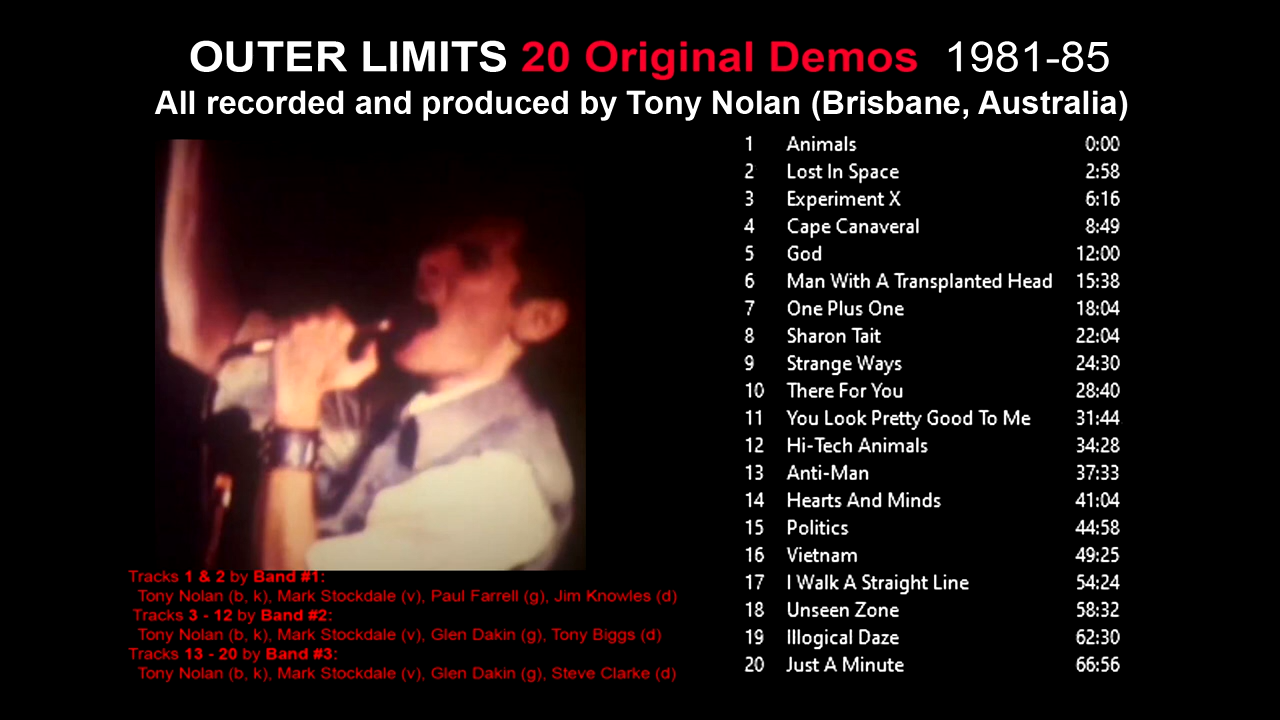 OUTER LIMITS 20 Original Demos 1981-85
All recorded and produced by Tony Nolan (Brisbane, Australia)
1 Animals 0:00
2 Lost In Space 2:58
3 Experiment X 6:16
4 Cape Canaveral 8:49
5 God 12:00
6 Man With A Transplanted Head 15:38
7 One Plus One 18:04
8 Sharon Tait 22:04
9 Strange Ways 24:30
10 There For You 28:40
11 You Look Pretty Good To Me 31:44
12 Hi-Tech Animals 34:28
13 Anti-Man 37:33
14 Hearts And Minds 41:04
15 Politics 44:58
16 Vietnam 49:25
17 I Walk A Straight Line 54:24
18 Unseen Zone 58:32
19 Illogical Daze 62:30
20 Just A Minute 66:56
Tracks 1 & 2 by Band #1:
Tony Nolan (b, k), Mark Stockdale (v), Paul Farrell (g), Jim Knowles (d)
Tracks 3 - 12 by Band #2:
Tony Nolan (b, k), Mark Stockdale (v), Glen Dakin (g), Tony Biggs (d)
Tracks 13 - 20 by Band #3:
Tony Nolan (b, k), Mark Stockdale (v), Glen Dakin (g), Steve Clarke (d)